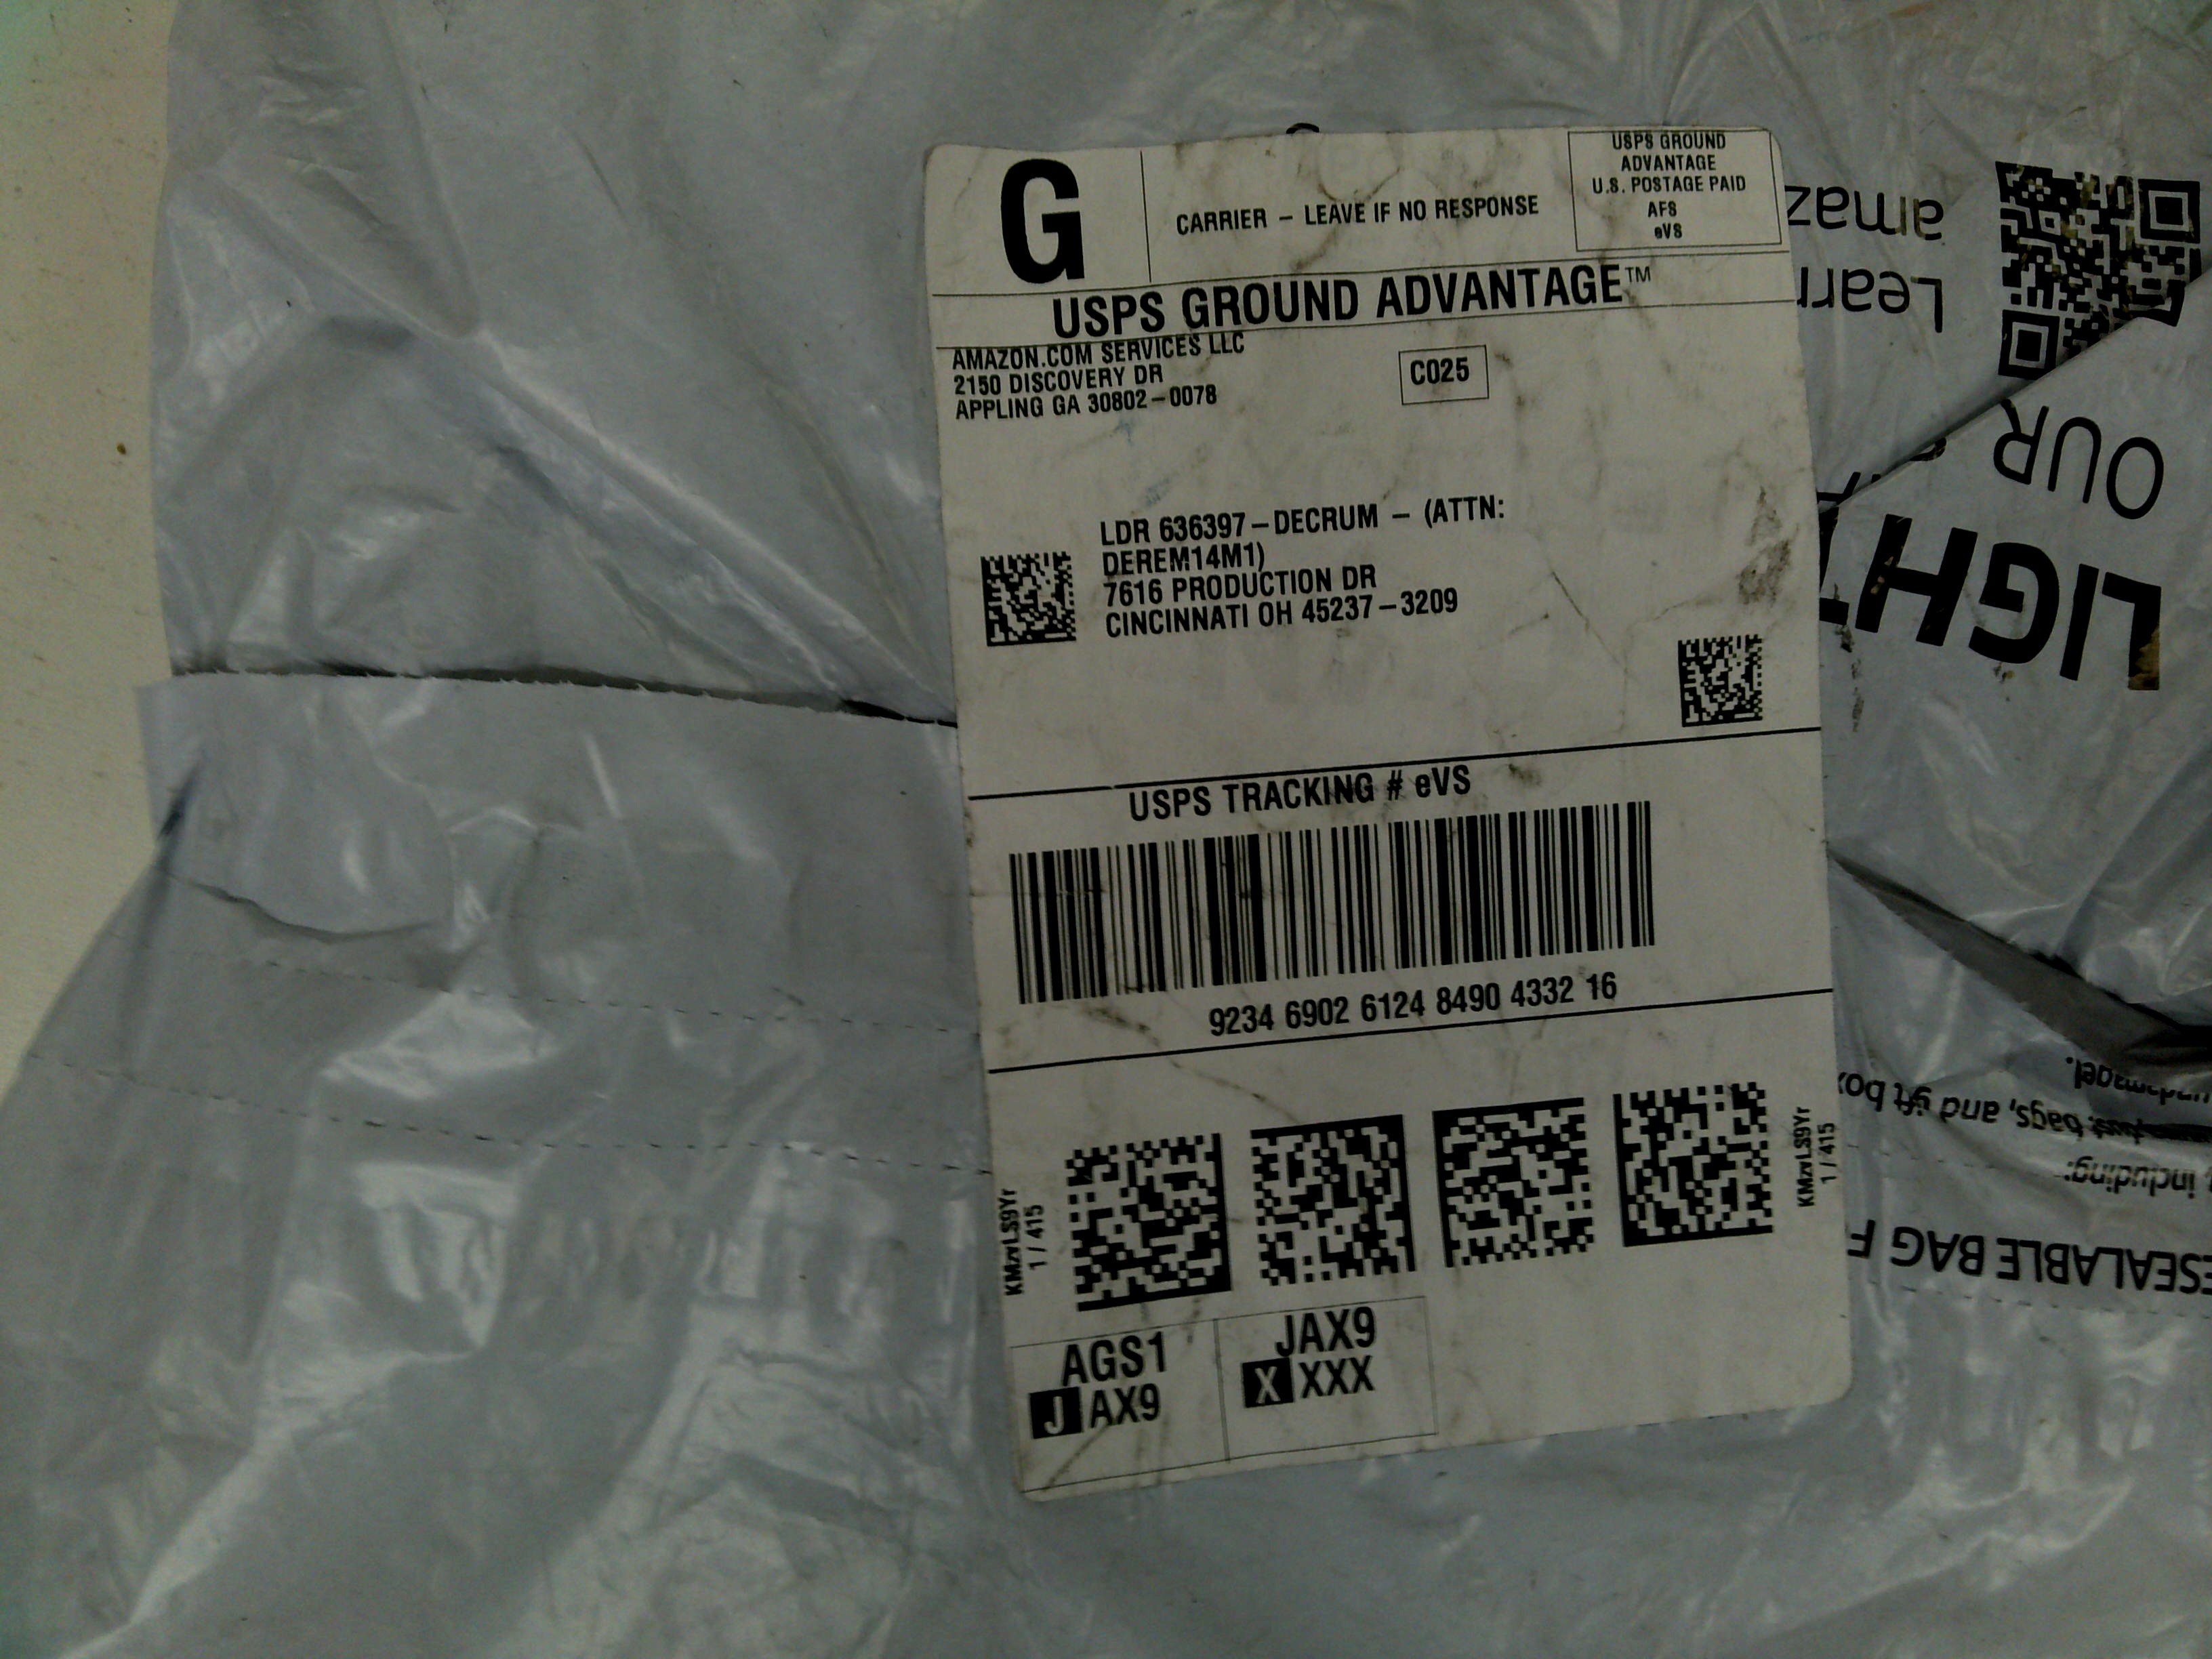 G
CARRIER – LEAVE IF NO RESPONSE
USPS GROUND
ADVANTAGE
U.S. POSTAGE PAID
AFS
eVS
USPS GROUND ADVANTAGE™
AMAZON.COM SERVICES LLC
2150 DISCOVERY DR
APPLING GA 30802-0078
C025
LDR 636397-DECRUM - (ATTN:
DEREM14M1)
7616 PRODUCTION DR
CINCINNATI OH 45237-3209
USPS TRACKING # eVS
9234 6902 6124 8490 4332 16
KMzvLS9Yr
1 / 415
KMzvLS9Yr
1 / 415
AGS1
JAX9
JAX9
XXXX
amaz
Learn
OUR
LIGHT
undamaged.
bags, and gift box
including:
SEALABLE BAG F